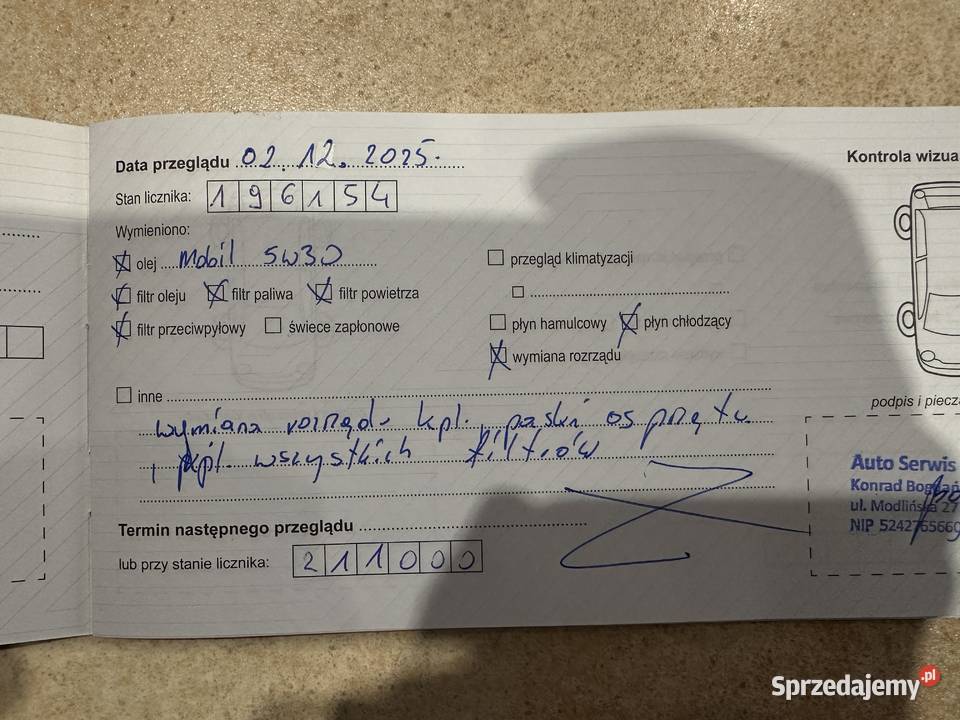 Data przeglądu 02. 12. 2025.
Kontrola wizua
Stan licznika: 196154
Wymieniono:
olej Mobil 5W30
przegląd klimatyzacji
filtr oleju filtr paliwa filtr powietrza
filtr przeciwpyłowy świece zapłonowe
płyn hamulcowy płyn chłodzący
wymiana rozrządu
inne
wymiana rozrządu kpl. paski osprzętu
i kpl. wszystkich filtrów
podpis i piecz
Auto Serwis
Konrad Bogdań
ul. Modlińska 27
NIP 5242765669
Termin następnego przeglądu
lub przy stanie licznika: 211000
Sprzedajemy.pl